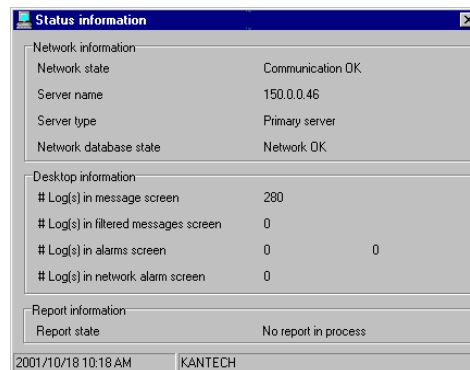 Status information
Network information
Network state Communication OK
Server name 150.0.0.46
Server type Primary server
Network database state Network OK
Desktop information
# Log(s) in message screen 280
# Log(s) in filtered messages screen 0
# Log(s) in alarms screen 0 0
# Log(s) in network alarm screen 0
Report information
Report state No report in process
2001/10/18 10:18 AM KANTECH